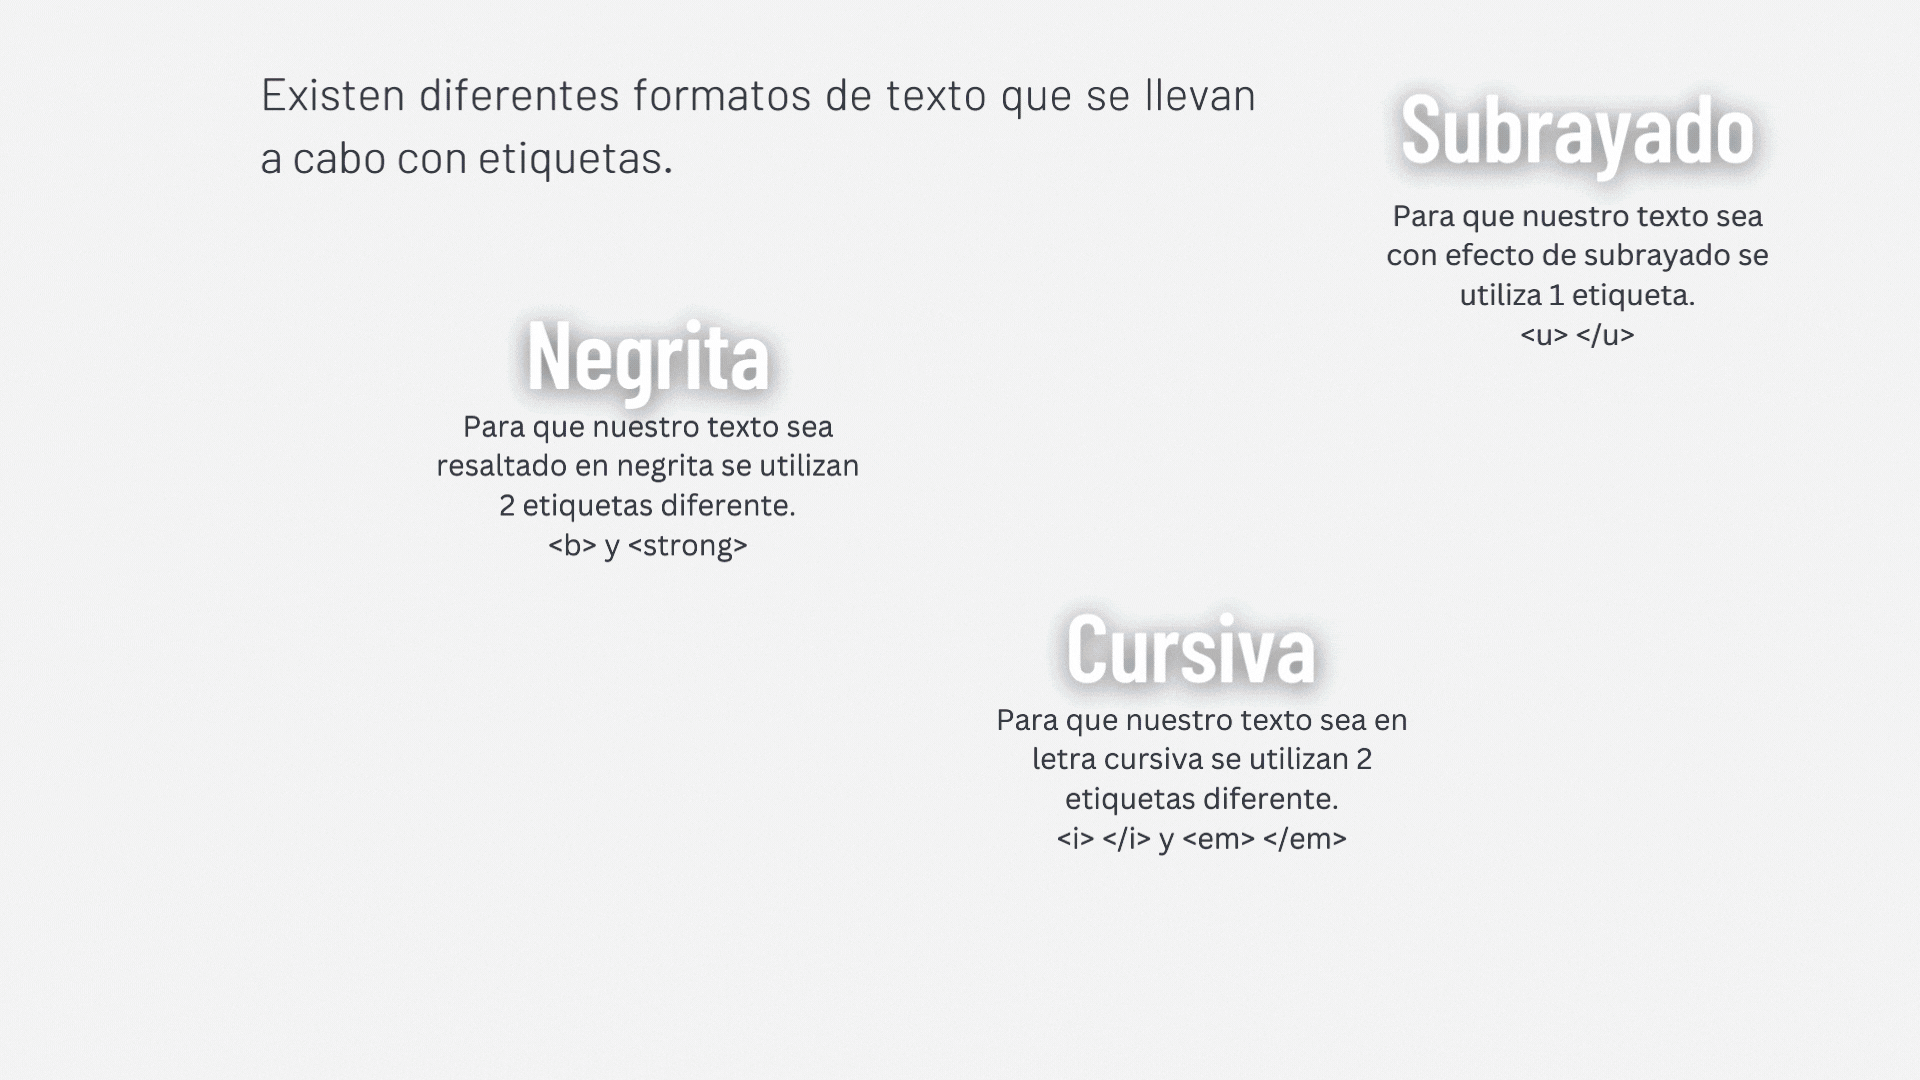 Existen diferentes formatos de texto que se llevan
a cabo con etiquetas.
Subrayado
Para que nuestro texto sea
con efecto de subrayado se
utiliza 1 etiqueta.
<u> </u>
Negrita
Para que nuestro texto sea
resaltado en negrita se utilizan
2 etiquetas diferente.
<b> y <strong>
Cursiva
Para que nuestro texto sea en
letra cursiva se utilizan 2
etiquetas diferente.
<i> </i> y <em> </em>